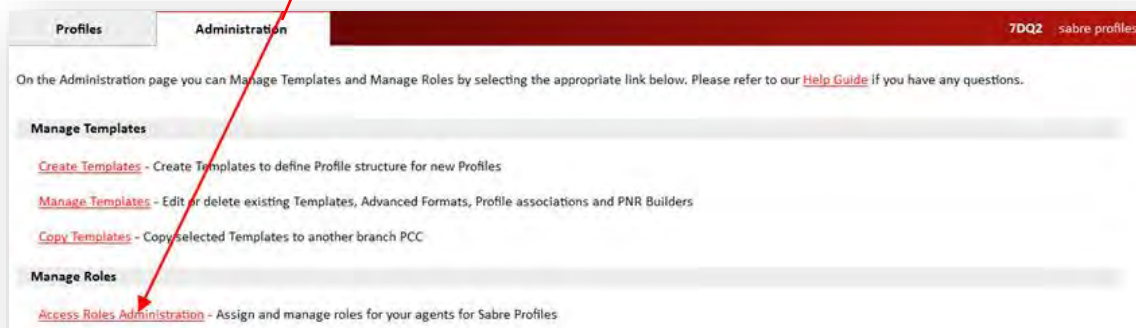 Profiles Administration 7DQ2 sabre profiles
On the Administration page you can Manage Templates and Manage Roles by selecting the appropriate link below. Please refer to our Help Guide if you have any questions.
Manage Templates
Create Templates - Create Templates to define Profile structure for new Profiles
Manage Templates - Edit or delete existing Templates, Advanced Formats, Profile associations and PNR Builders
Copy Templates - Copy selected Templates to another branch PCC
Manage Roles
Access Roles Administration - Assign and manage roles for your agents for Sabre Profiles